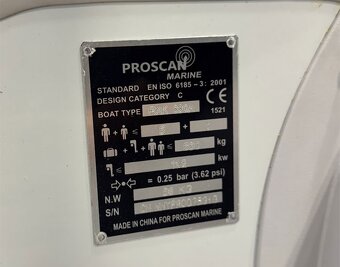 PROSCAN
MARINE
STANDARD EN ISO 6185-3: 2001
DESIGN CATEGORY C
CE
1521
BOAT TYPE
+ ≤ +
+ + ≤ kg
≤ kw
= 0.25 bar (3.62 psi)
N.W
S/N
MADE IN CHINA FOR PROSCAN MARINE